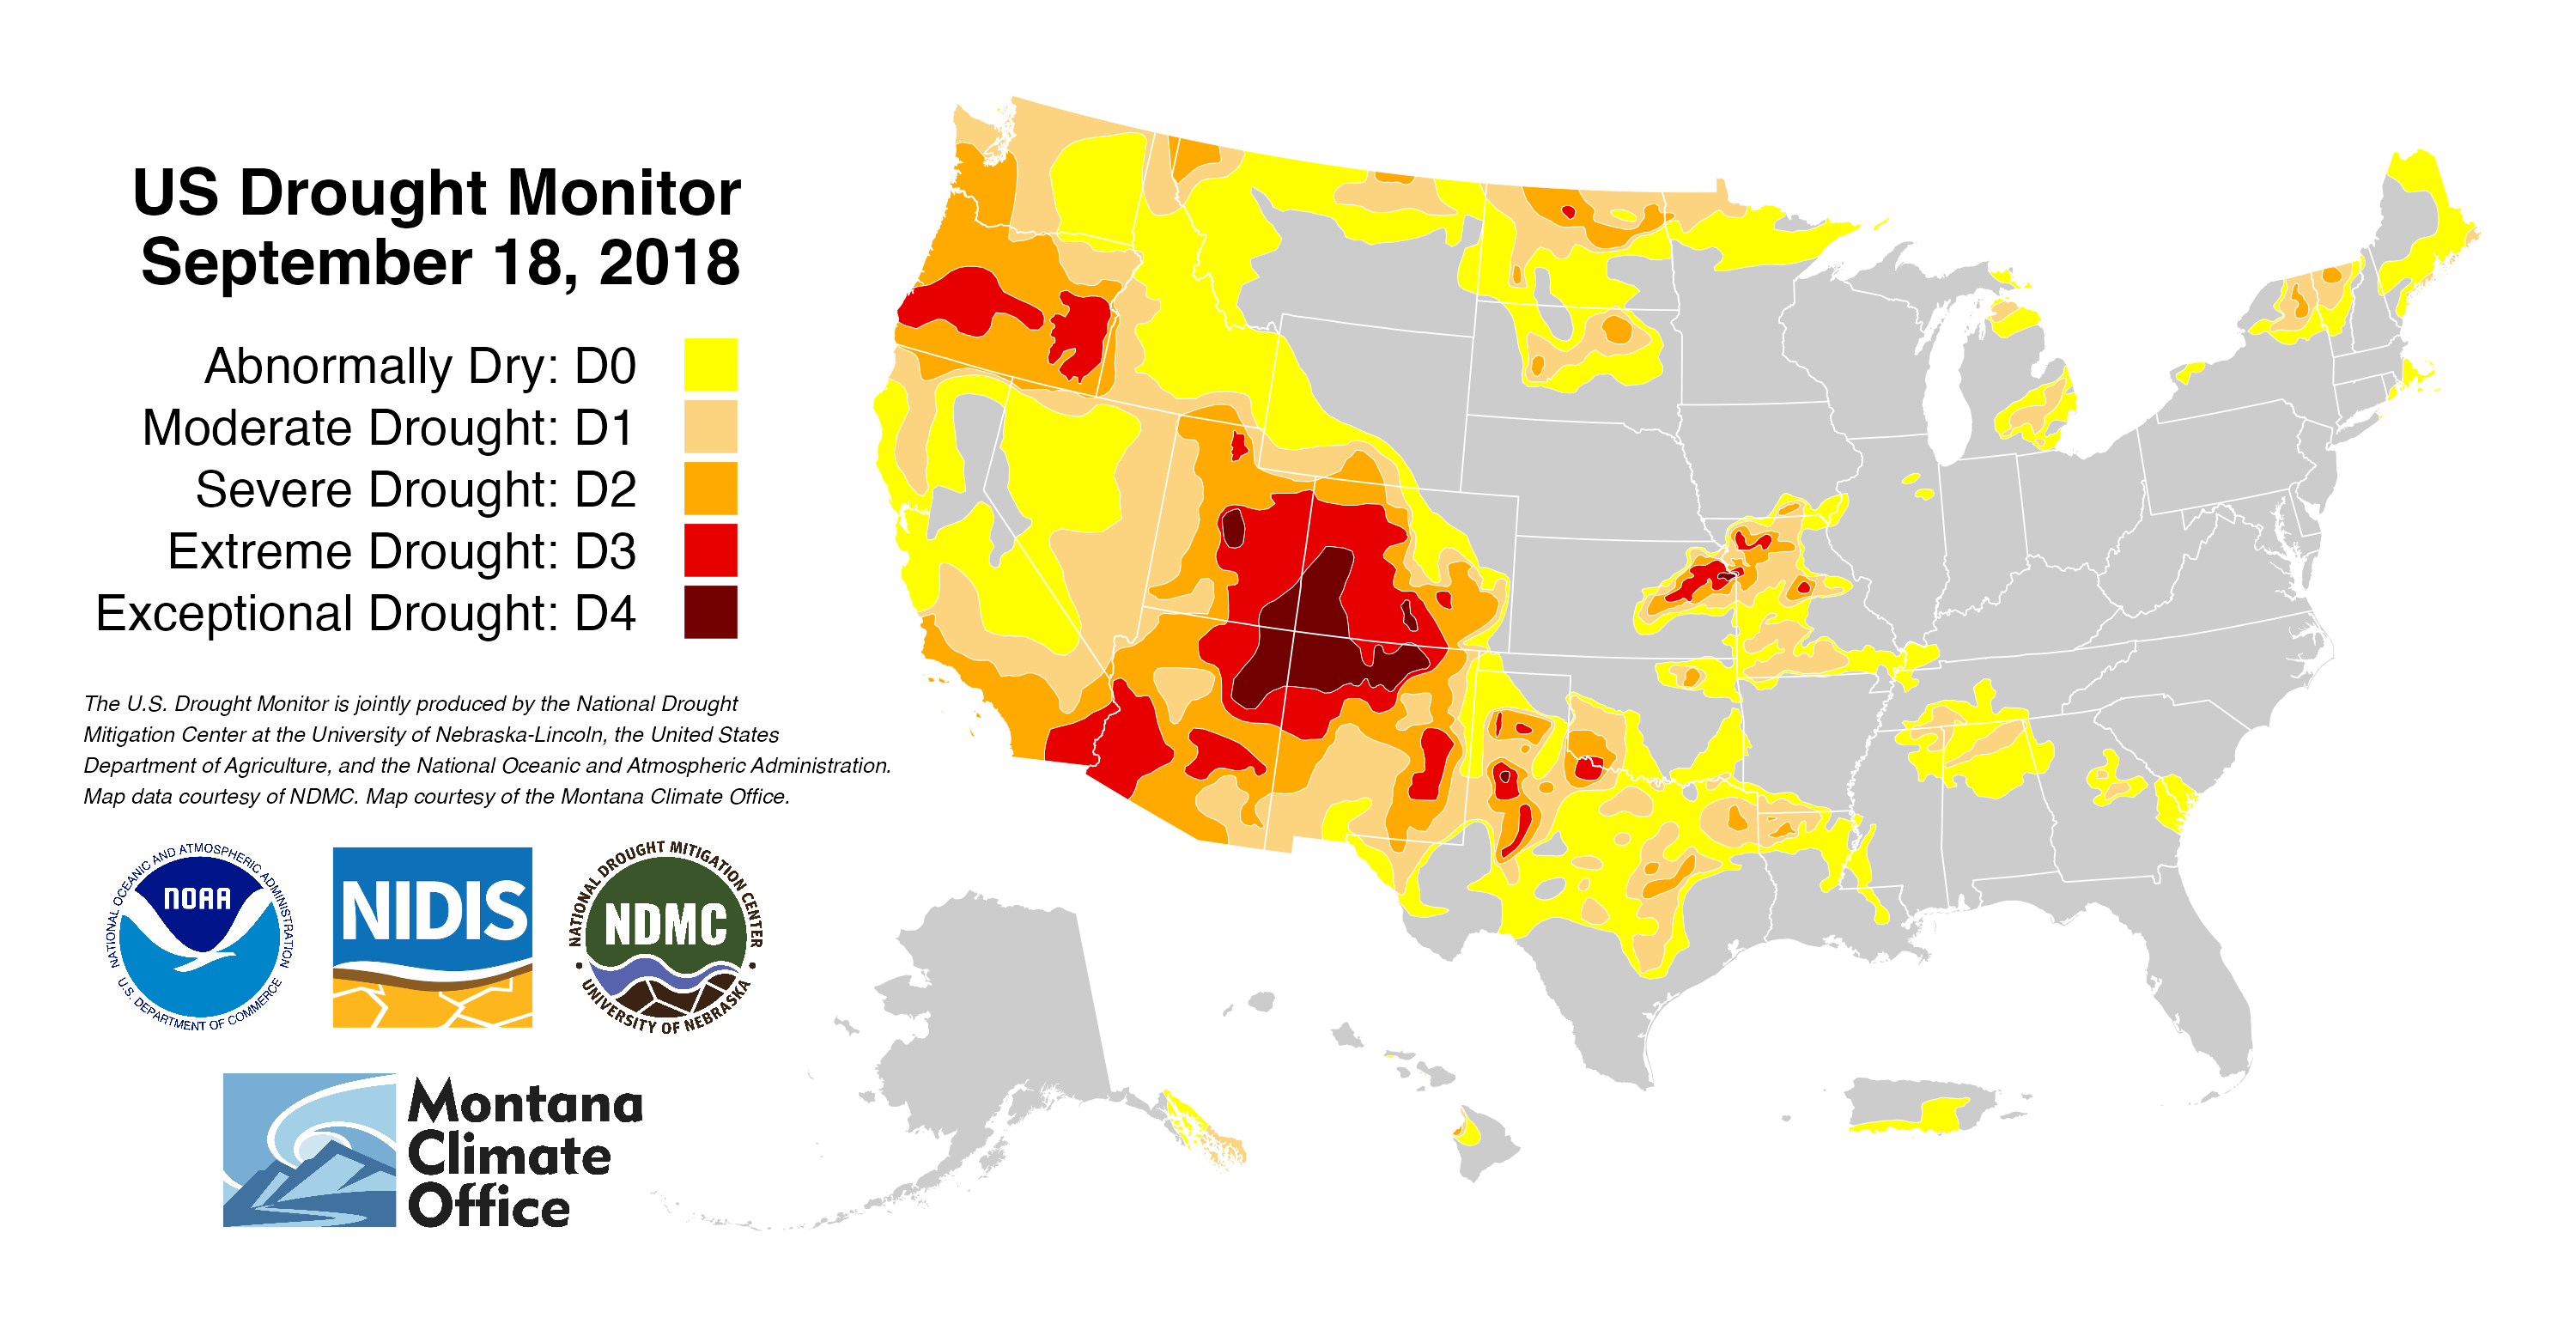 US Drought Monitor
September 18, 2018
Abnormally Dry: D0
Moderate Drought: D1
Severe Drought: D2
Extreme Drought: D3
Exceptional Drought: D4
The U.S. Drought Monitor is jointly produced by the National Drought
Mitigation Center at the University of Nebraska-Lincoln, the United States
Department of Agriculture, and the National Oceanic and Atmospheric Administration.
Map data courtesy of NDMC. Map courtesy of the Montana Climate Office.
NATIONAL OCEANIC AND ATMOSPHERIC ADMINISTRATION
NOAA
U.S. DEPARTMENT OF COMMERCE
NIDIS
NATIONAL DROUGHT MITIGATION CENTER
NDMC
UNIVERSITY OF NEBRASKA
Montana
Climate
Office